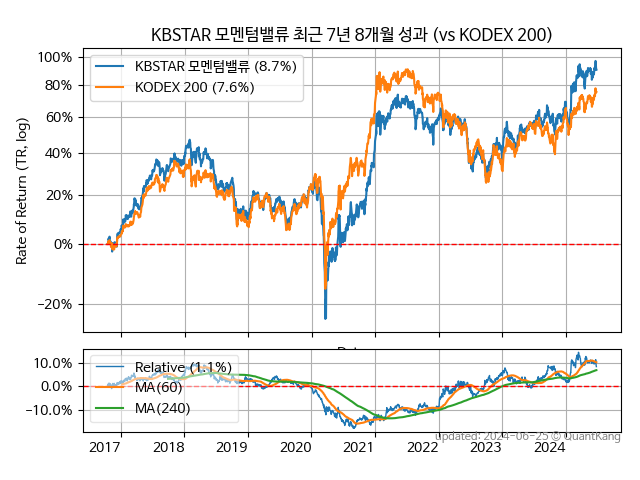 KBSTAR 모멘텀밸류 최근 7년 8개월 성과 (vs KODEX 200)
Rate of Return (TR, log)
100%
80%
60%
40%
20%
0%
−20%
KBSTAR 모멘텀밸류 (8.7%)
KODEX 200 (7.6%)
10.0%
0.0%
−10.0%
Relative (1.1%)
MA(60)
MA(240)
2017 2018 2019 2020 2021 2022 2023 2024
Updated: 2024-06-25 © QuantKang